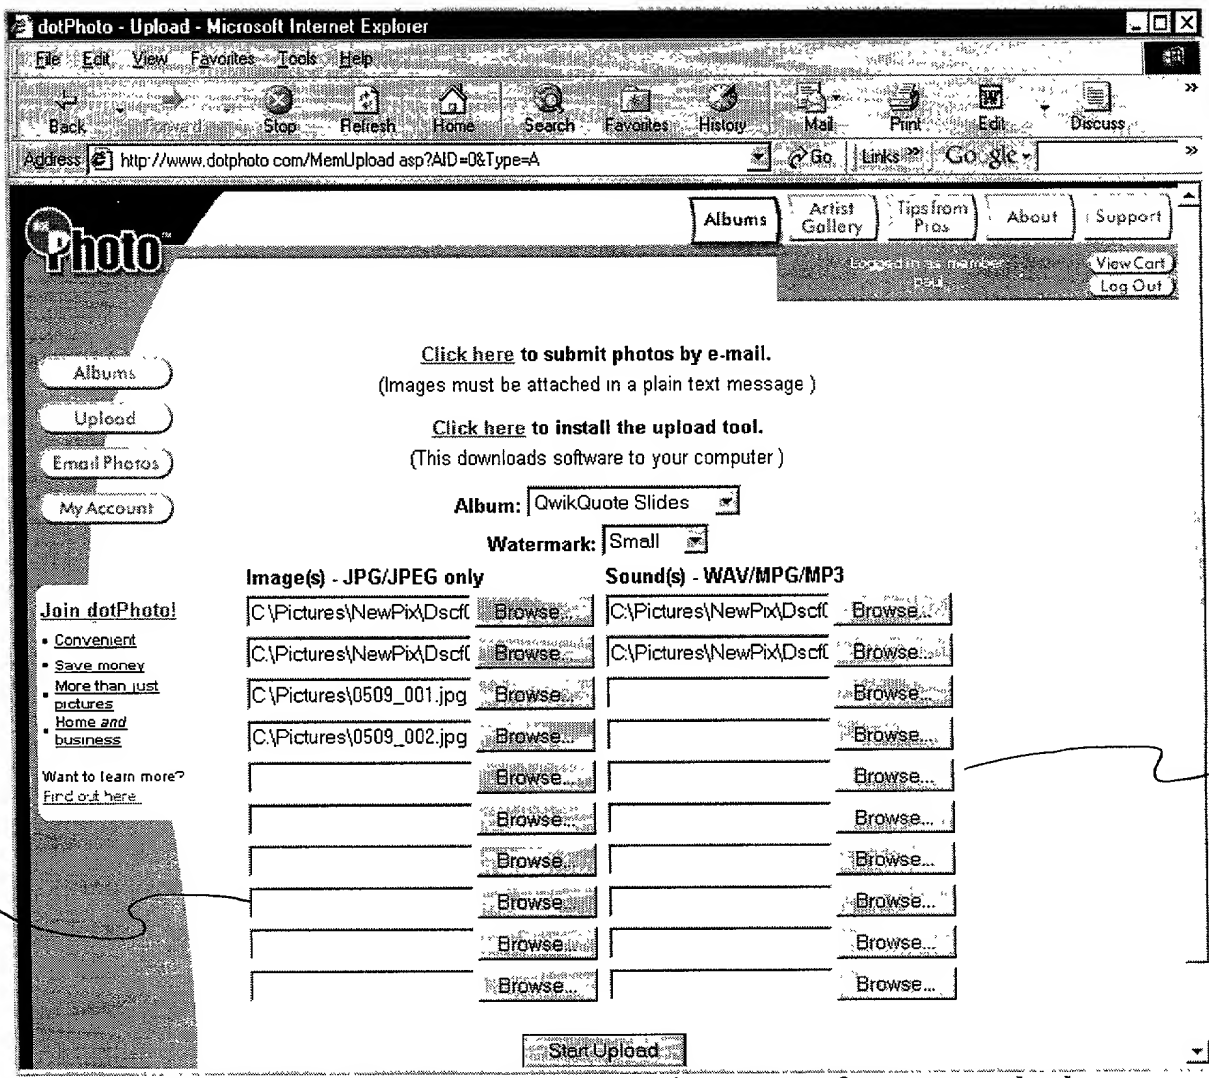 dotPhoto - Upload - Microsoft Internet Explorer
File Edit View Favorites Tools Help
Back Forward Stop Refresh Home Search Favorites History Mail Print Edit Discuss »
Address http://www.dotphoto com/MemUpload asp?AID=0&Type=A Go Links » Google »
Photo™
Albums Artist Gallery Tips from Pros About Support
Logged in as member paul
View Cart
Log Out
Click here to submit photos by e-mail.
(Images must be attached in a plain text message )
Click here to install the upload tool.
(This downloads software to your computer )
Albums
Upload
Email Photos
My Account
Album: QwikQuote Slides
Watermark: Small
Image(s) - JPG/JPEG only Sound(s) - WAV/MPG/MP3
C:\Pictures\NewPix\Dscf0 Browse... C:\Pictures\NewPix\Dscf0 Browse...
C:\Pictures\NewPix\Dscf0 Browse... C:\Pictures\NewPix\Dscf0 Browse...
C:\Pictures\0509_001.jpg Browse... Browse...
C:\Pictures\0509_002.jpg Browse... Browse...
Browse... Browse...
Browse... Browse...
Browse... Browse...
Browse... Browse...
Browse... Browse...
Browse... Browse...
Start Upload
Join dotPhoto!
• Convenient
• Save money
• More than just
pictures
• Home and
business
Want to learn more?
Find out here